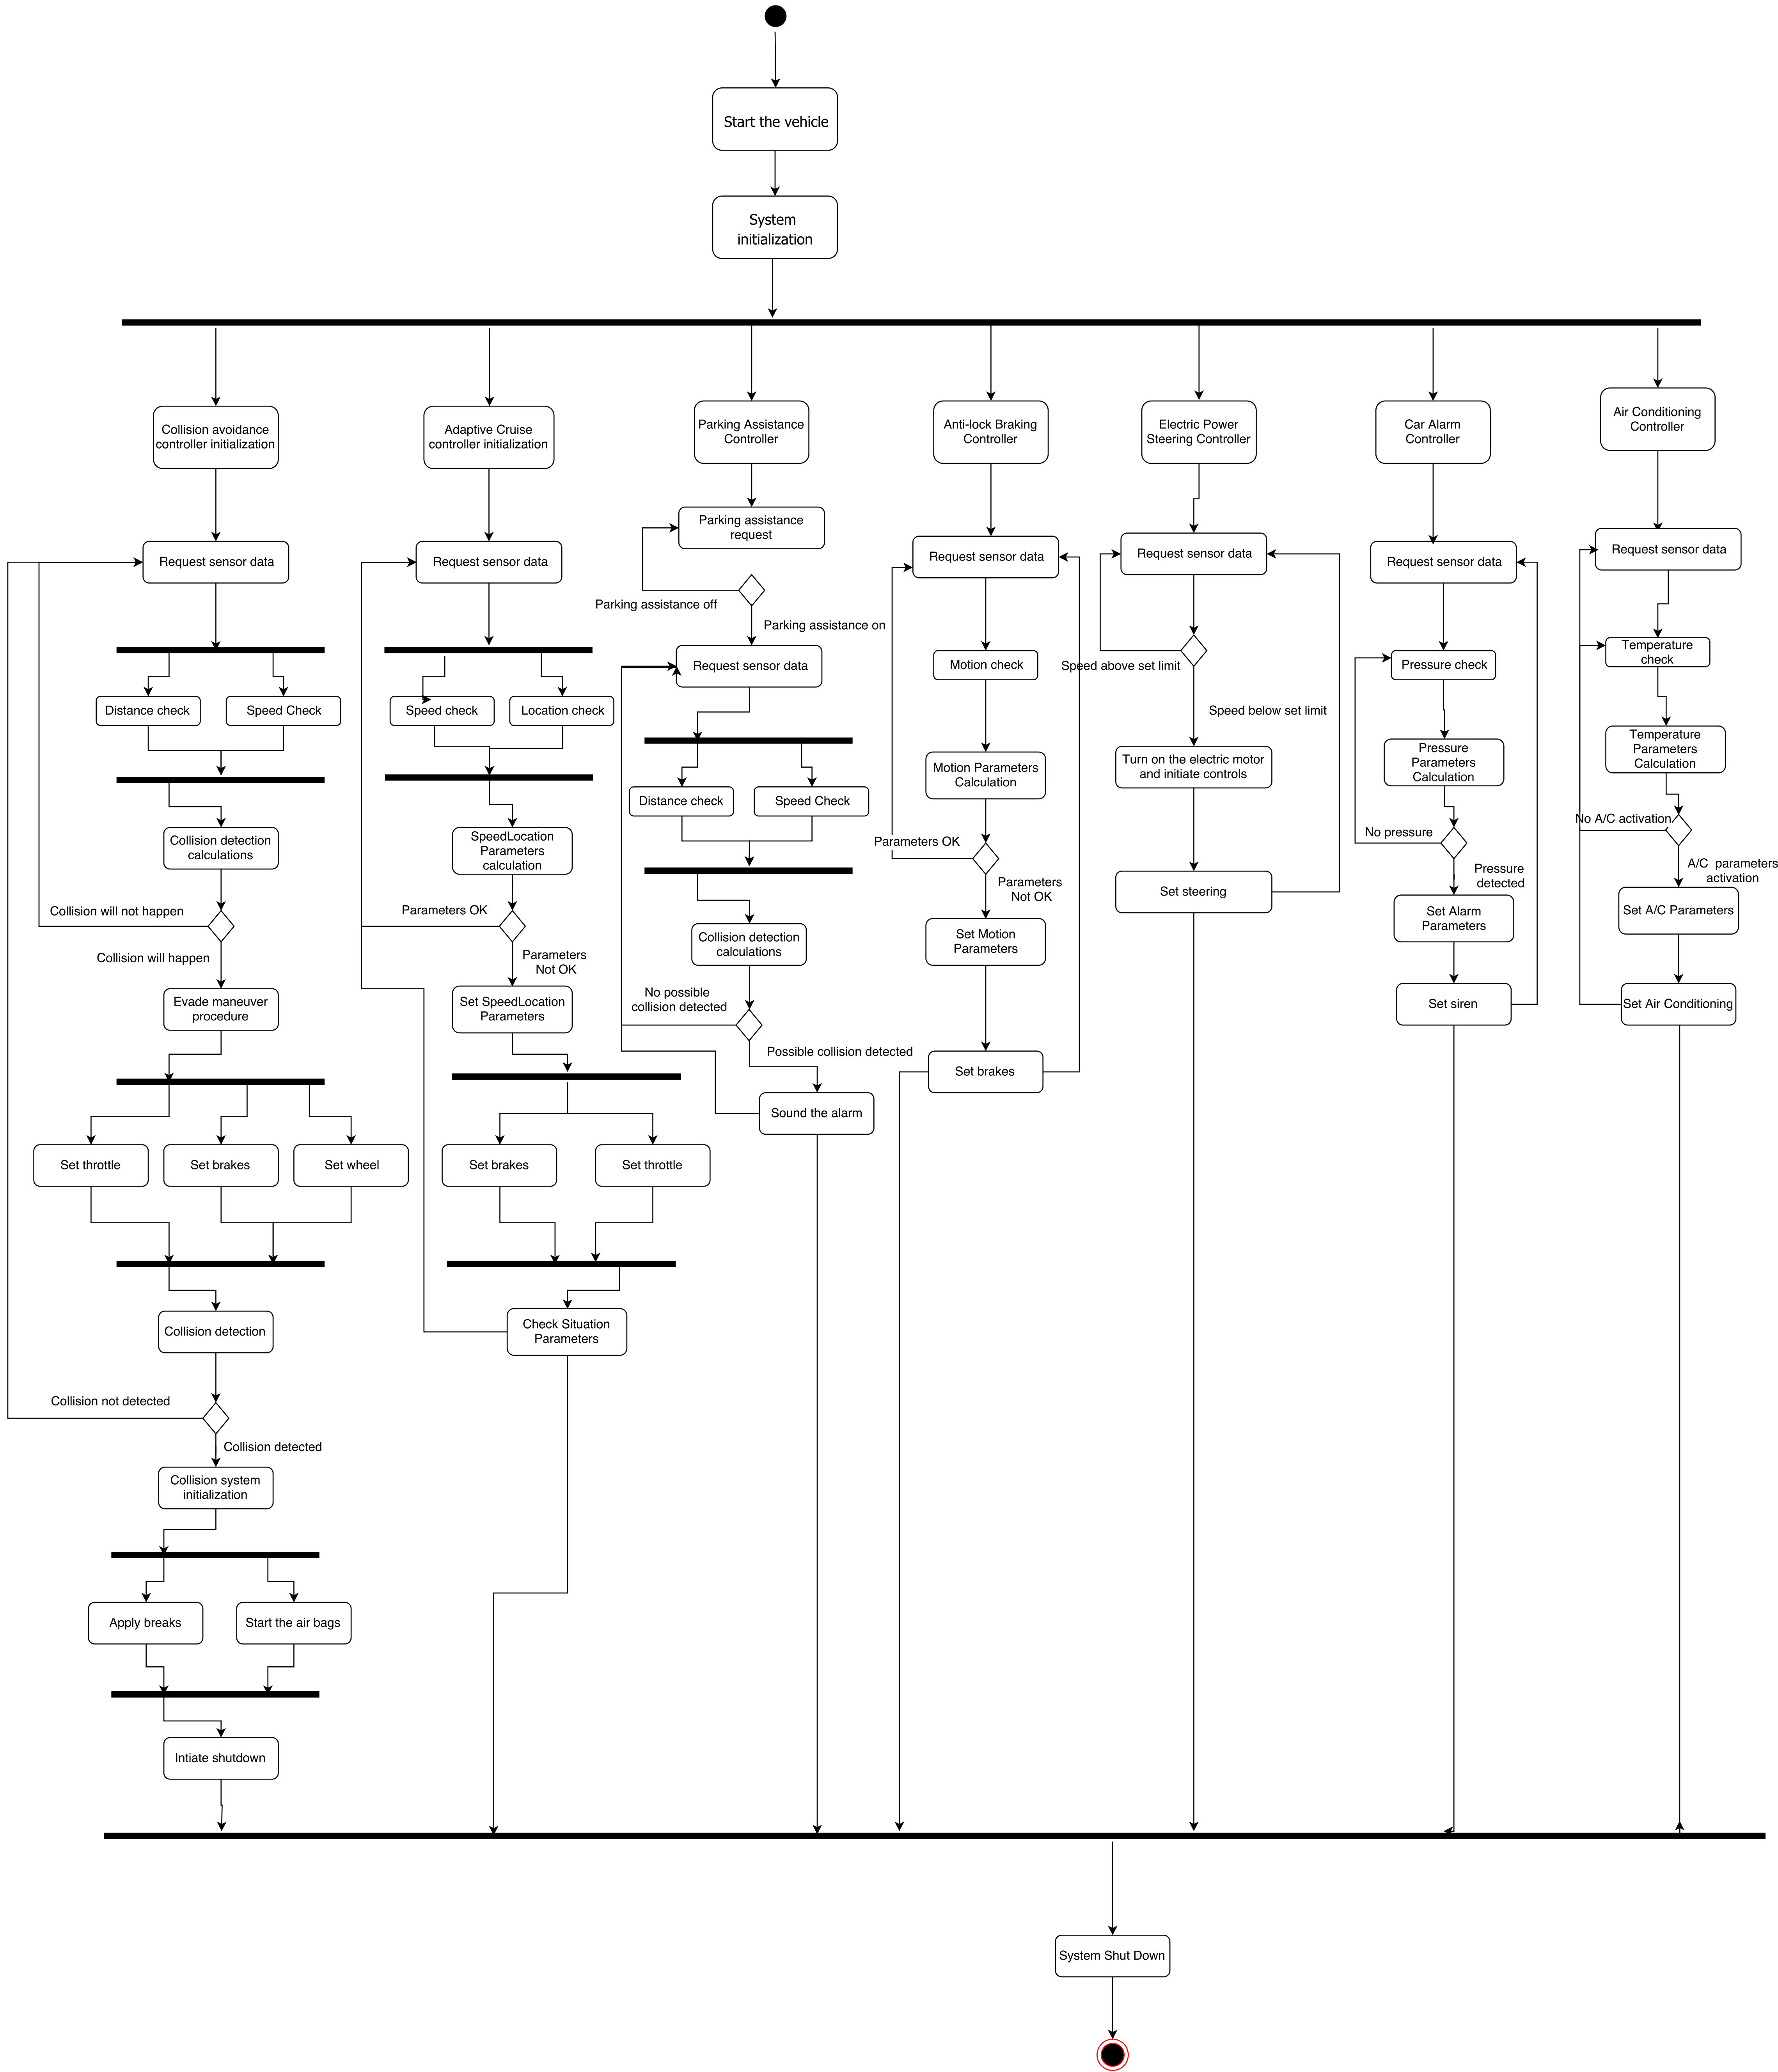 Start the vehicle
System
initialization
Collision avoidance
controller initialization
Request sensor data
Distance check
Speed Check
Collision detection
calculations
Collision will not happen
Collision will happen
Evade maneuver
procedure
Set throttle
Set brakes
Set wheel
Collision detection
Collision not detected
Collision detected
Collision system
initialization
Apply breaks
Start the air bags
Intiate shutdown
Adaptive Cruise
controller initialization
Request sensor data
Speed check
Location check
SpeedLocation
Parameters
calculation
Parameters OK
Parameters
Not OK
Set SpeedLocation
Parameters
Set brakes
Set throttle
Check Situation
Parameters
Parking Assistance
Controller
Parking assistance
request
Parking assistance off
Parking assistance on
Request sensor data
Distance check
Speed Check
Collision detection
calculations
No possible
collision detected
Possible collision detected
Sound the alarm
Anti-lock Braking
Controller
Request sensor data
Motion check
Motion Parameters
Calculation
Parameters OK
Parameters
Not OK
Set Motion
Parameters
Set brakes
Electric Power
Steering Controller
Request sensor data
Speed above set limit
Speed below set limit
Turn on the electric motor
and initiate controls
Set steering
Car Alarm
Controller
Request sensor data
Pressure check
Pressure
Parameters
Calculation
No pressure
Pressure
detected
Set Alarm
Parameters
Set siren
Air Conditioning
Controller
Request sensor data
Temperature
check
Temperature
Parameters
Calculation
No A/C activation
A/C parameters
activation
Set A/C Parameters
Set Air Conditioning
System Shut Down